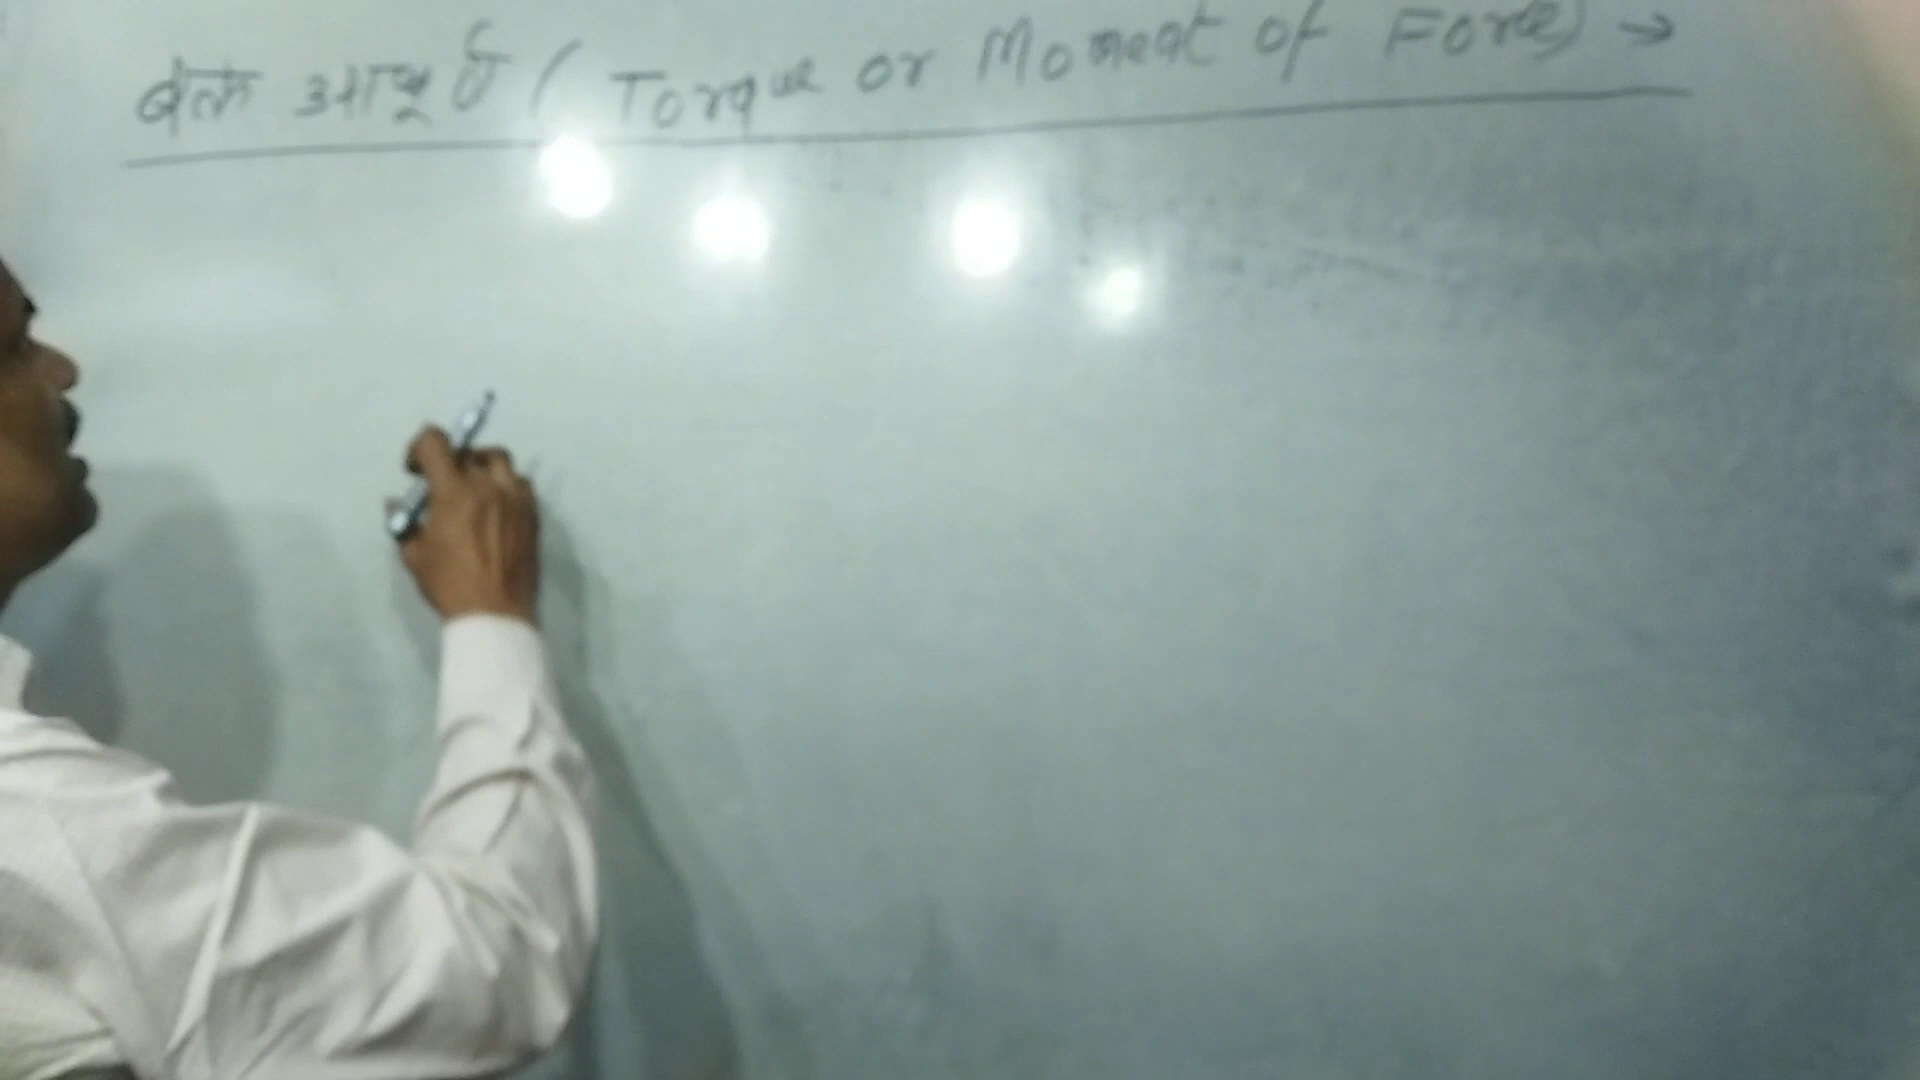 बल आघूर्ण ( Torque or Moment of Force) →